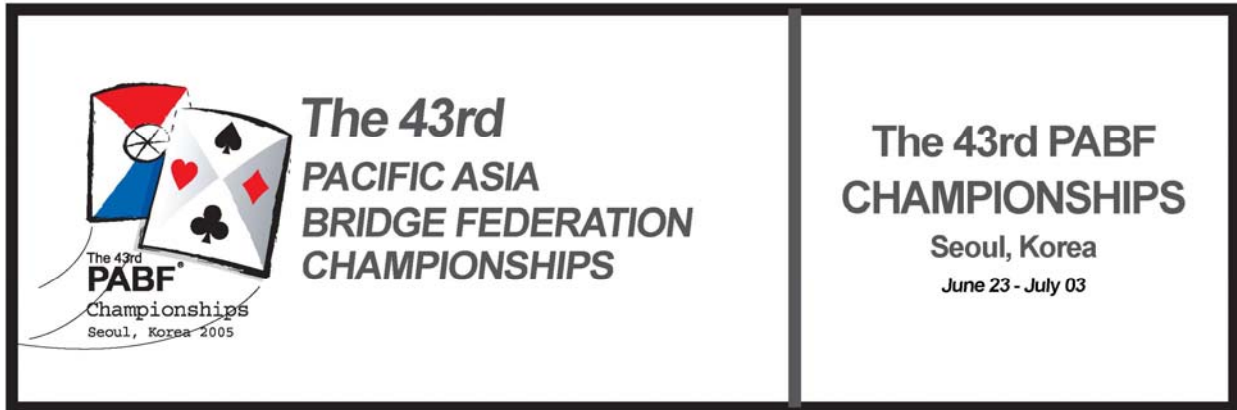 The 43rd
PABF®
Championships
Seoul, Korea 2005
The 43rd
PACIFIC ASIA
BRIDGE FEDERATION
CHAMPIONSHIPS
The 43rd PABF
CHAMPIONSHIPS
Seoul, Korea
June 23 - July 03